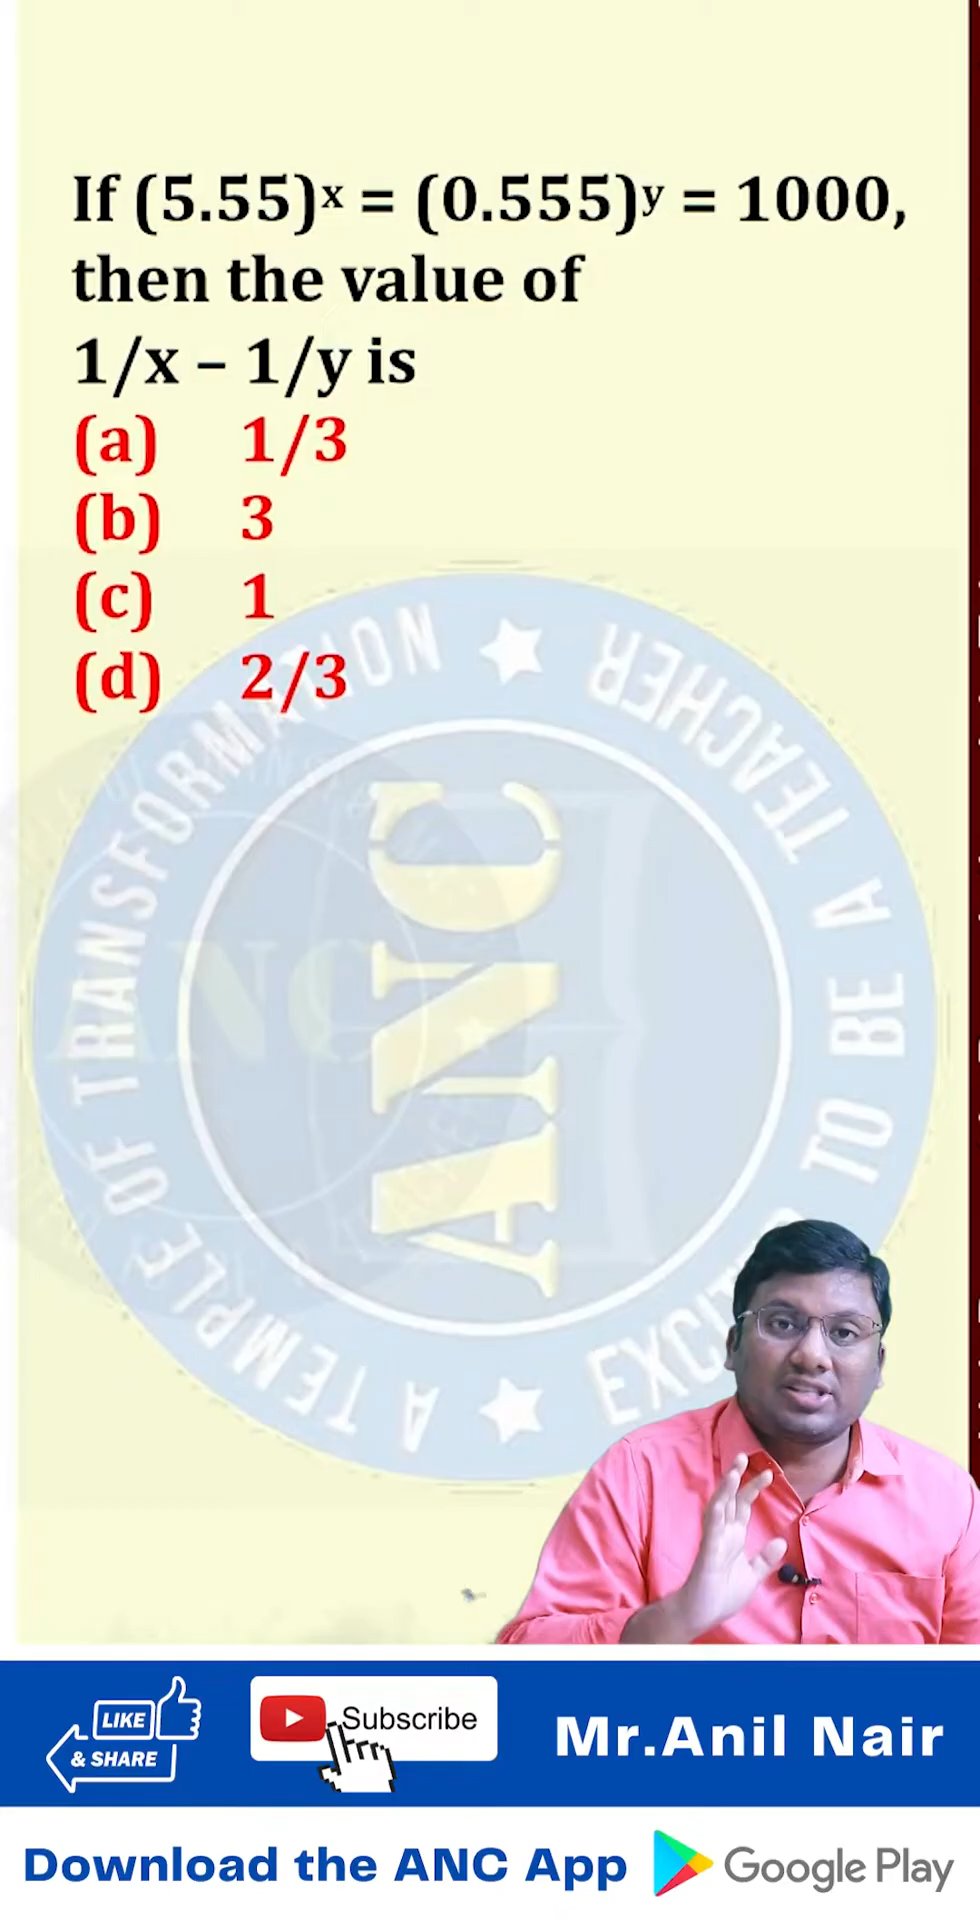 If (5.55)ˣ = (0.555)ʸ = 1000,
then the value of
1/x – 1/y is
(a) 1/3
(b) 3
(c) 1
(d) 2/3
A TEMPLE OF TRANSFORMATION ★ EXCITED TO BE A TEACHER ★
ANC
ANC
LIKE
& SHARE
Subscribe
Mr.Anil Nair
Download the ANC App
Google Play